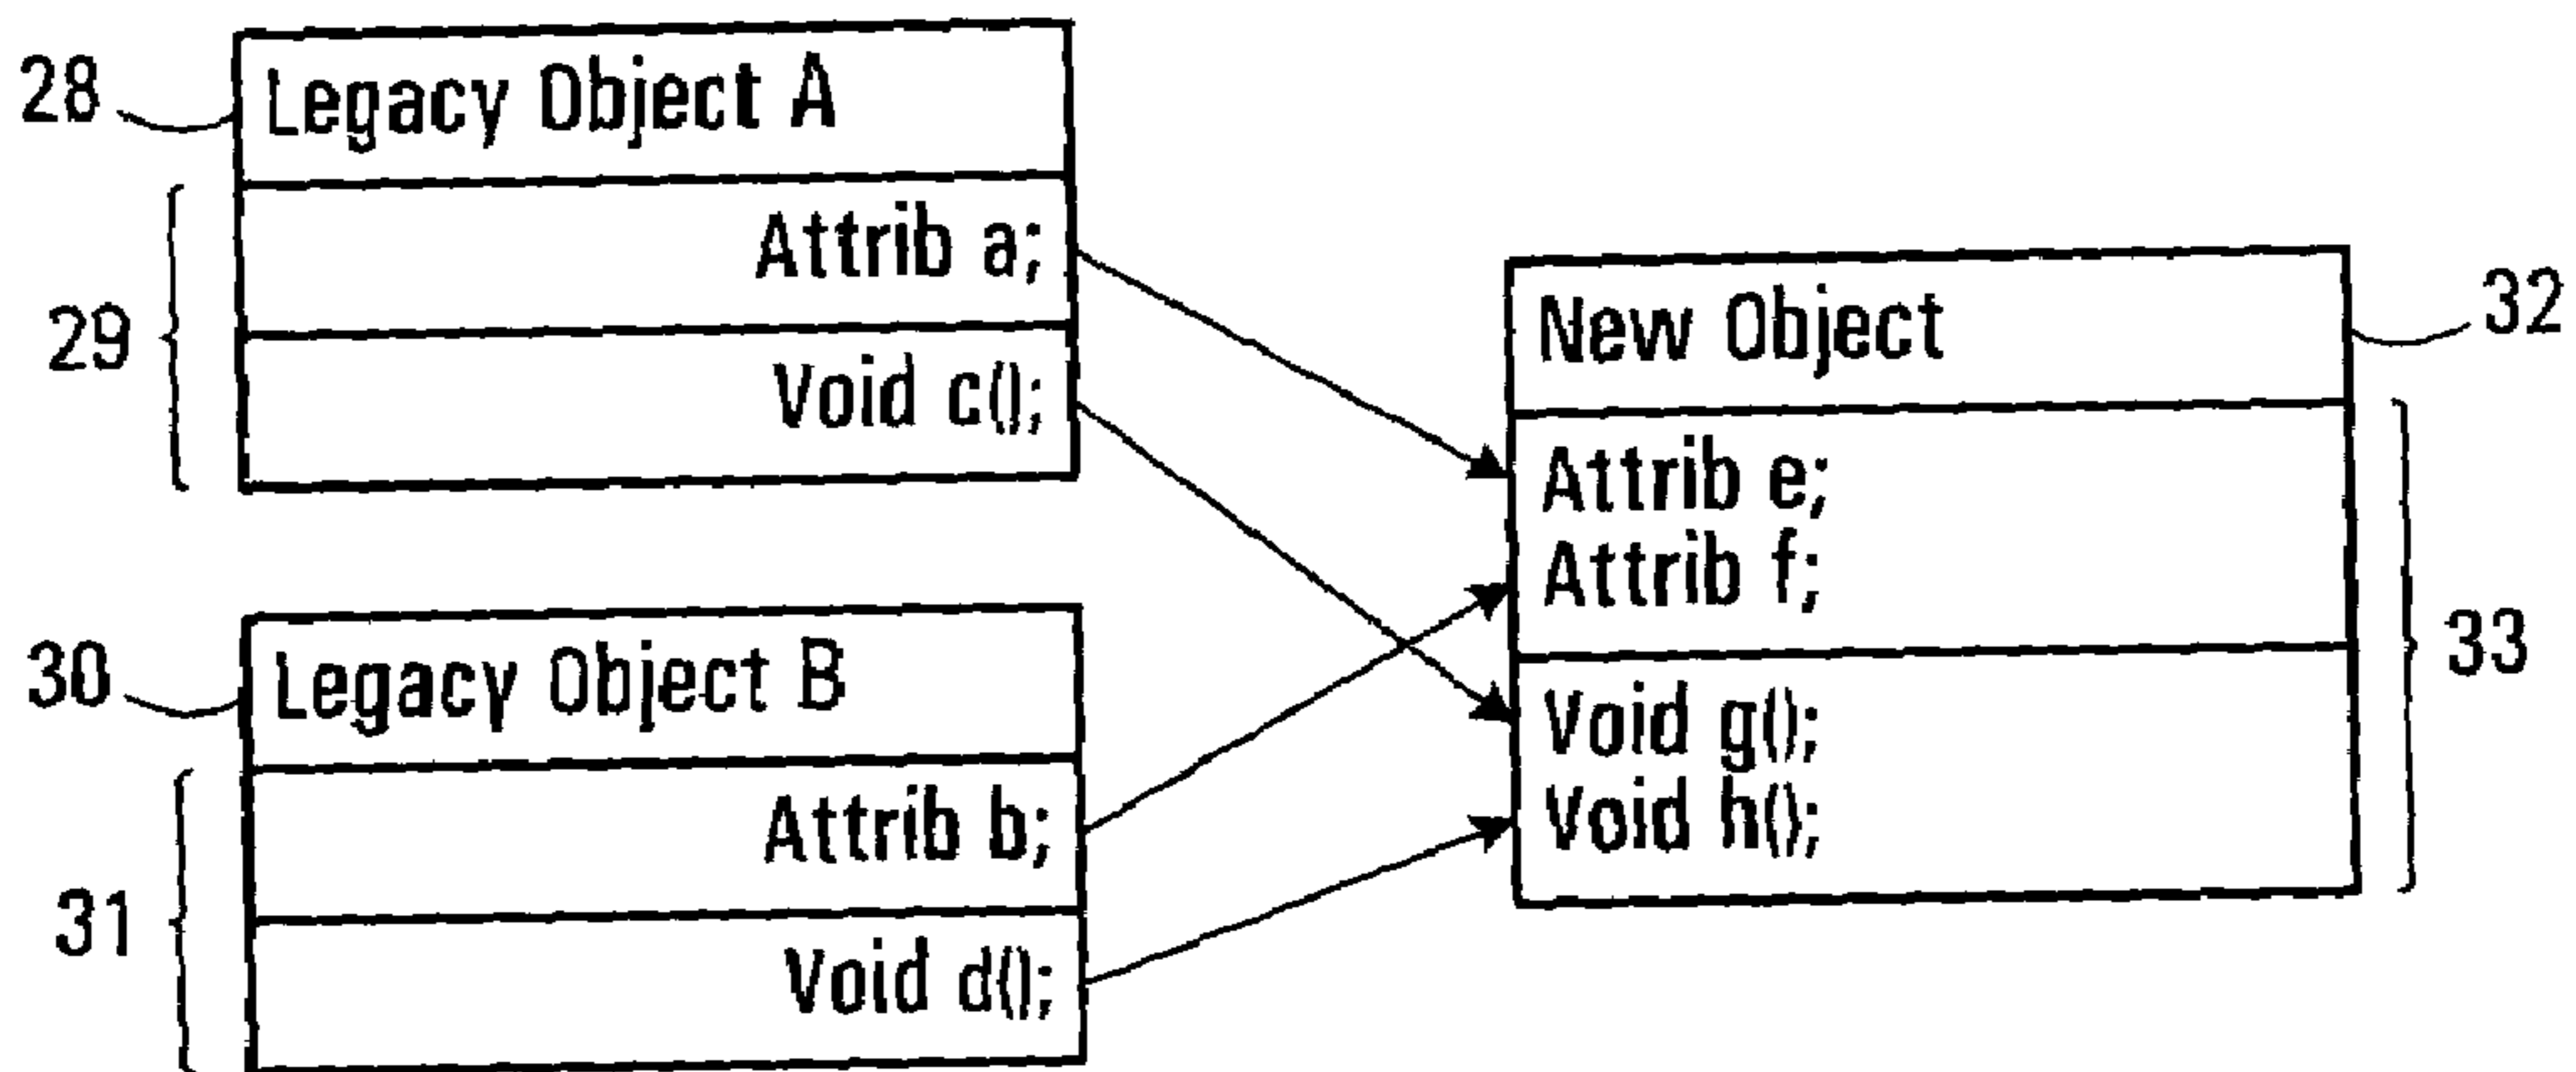 28
Legacy Object A
29
Attrib a;
Void c();
30
Legacy Object B
31
Attrib b;
Void d();
New Object
32
Attrib e;
Attrib f;
33
Void g();
Void h();